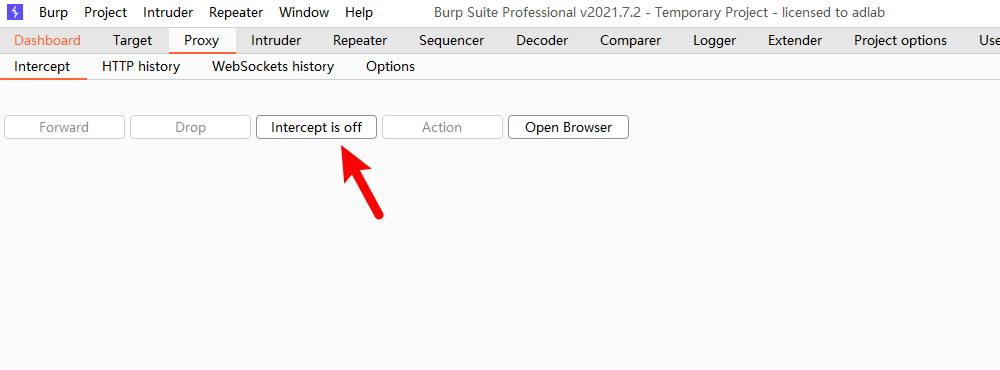 Burp Project Intruder Repeater Window Help Burp Suite Professional v2021.7.2 - Temporary Project - licensed to adlab
Dashboard Target Proxy Intruder Repeater Sequencer Decoder Comparer Logger Extender Project options Use
Intercept HTTP history WebSockets history Options
Forward Drop Intercept is off Action Open Browser